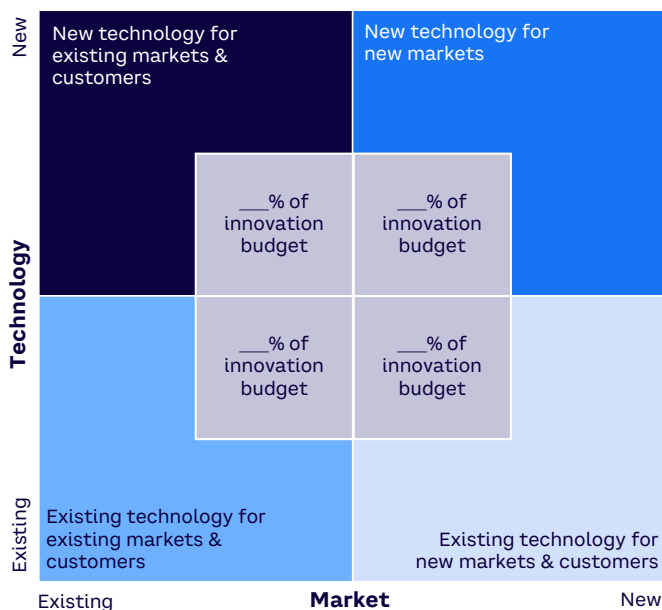 New
New technology for
existing markets &
customers
New technology for
new markets
___% of
innovation
budget
___% of
innovation
budget
Technology
___% of
innovation
budget
___% of
innovation
budget
Existing technology for
existing markets &
customers
Existing technology for
new markets & customers
Existing
Existing
Market
New